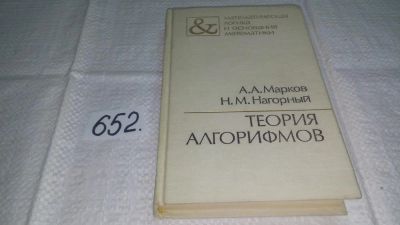 &
МАТЕМАТИЧЕСКАЯ
ЛОГИКА
И ОСНОВАНИЯ
МАТЕМАТИКИ
А.А.Марков
Н.М.Нагорный
ТЕОРИЯ
АЛГОРИФМОВ
652.